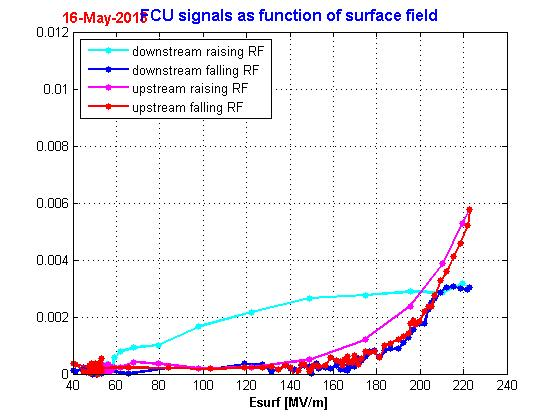 16-May-2018 FCU signals as function of surface field
0.012
0.01
0.008
0.006
0.004
0.002
0
downstream raising RF
downstream falling RF
upstream raising RF
upstream falling RF
40 60 80 100 120 140 160 180 200 220 240
Esurf [MV/m]